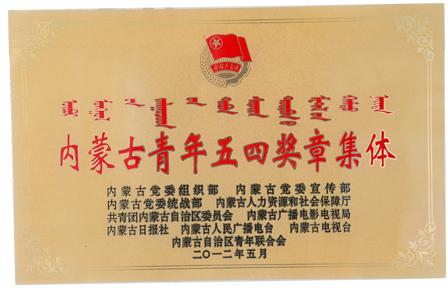 内蒙古青年五四奖章集体
内蒙古党委组织部 内蒙古党委宣传部
内蒙古党委统战部 内蒙古人力资源和社会保障厅
共青团内蒙古自治区委员会 内蒙古广播电影电视局
内蒙古日报社 内蒙古人民广播电台 内蒙古电视台
内蒙古自治区青年联合会
二〇一二年五月